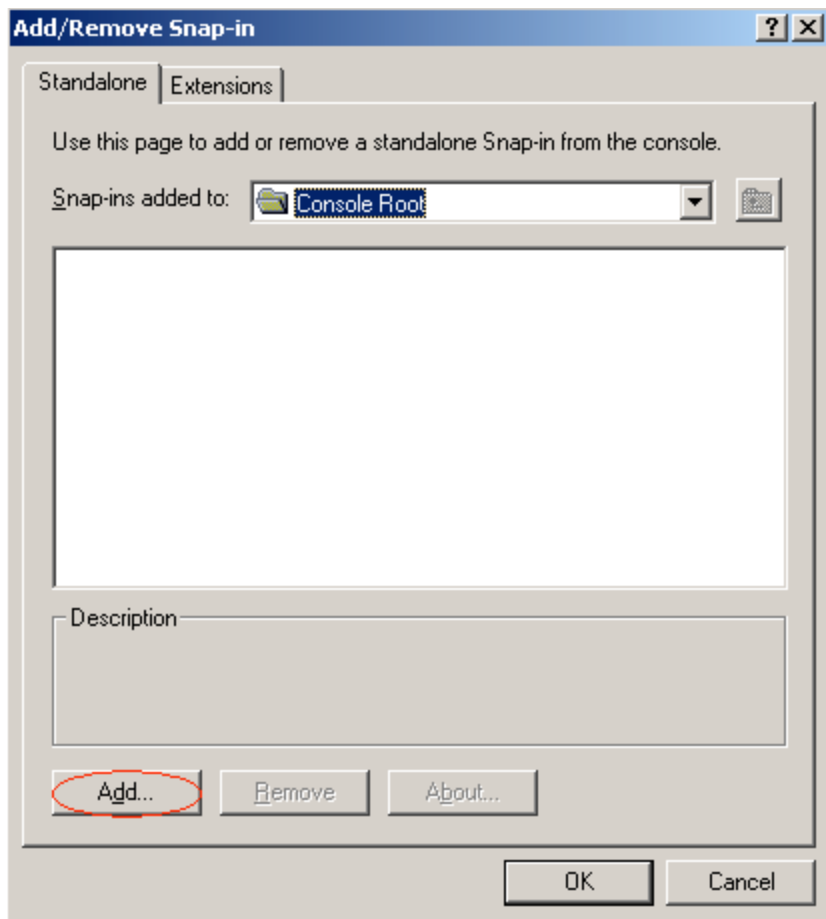 Add/Remove Snap-in
Standalone Extensions
Use this page to add or remove a standalone Snap-in from the console.
Snap-ins added to: Console Root
Description
Add... Remove About...
OK Cancel